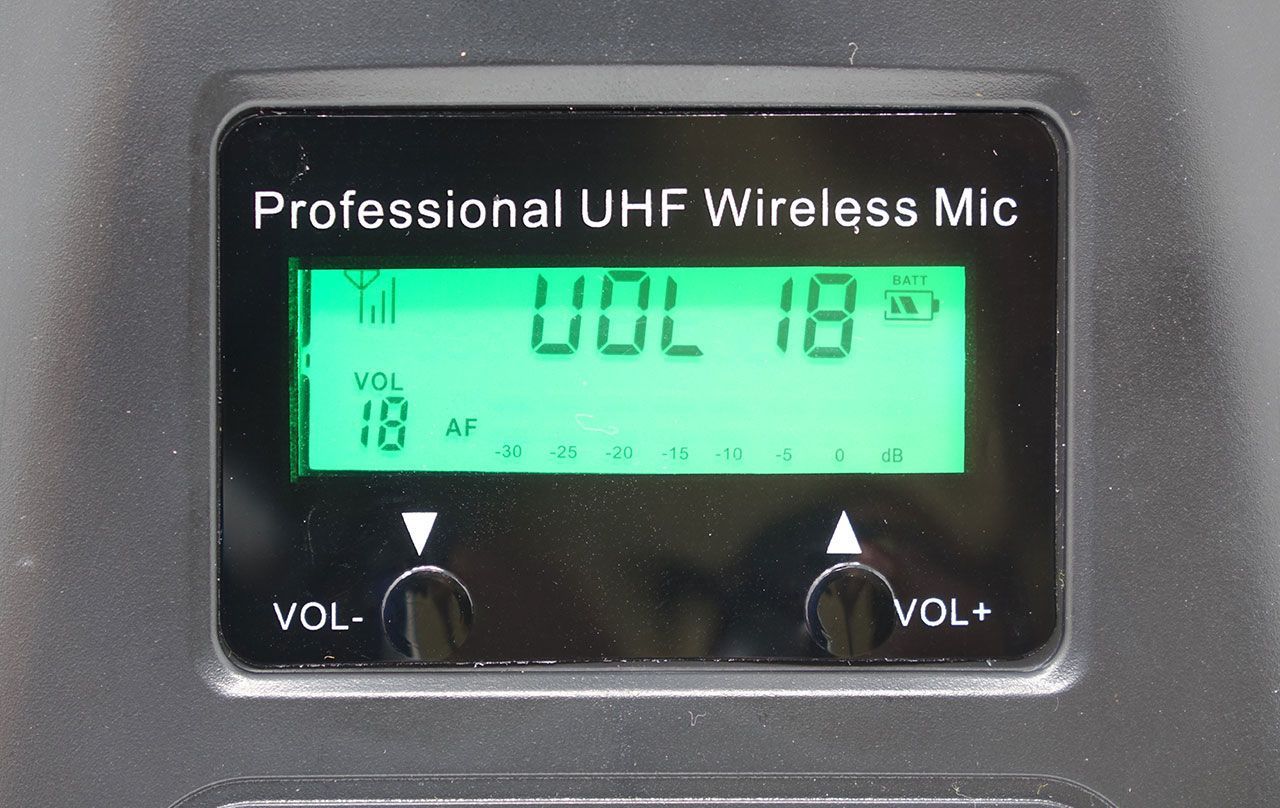 Professional UHF Wireless Mic
VOL 18
BATT
VOL
18
AF
-30 -25 -20 -15 -10 -5 0 dB
VOL-
VOL+